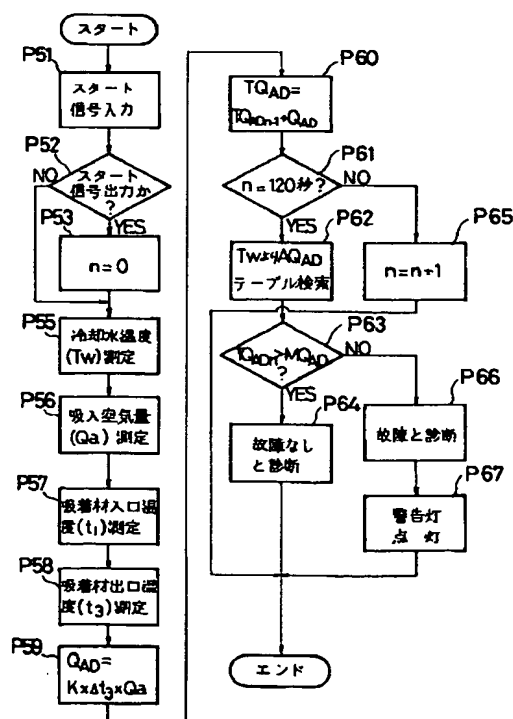 スタート
P51
スタート
信号入力
P52
スタート
信号出力か
?
NO
YES
P53
n=0
P55
冷却水温度
(Tw)測定
P56
吸入空気量
(Qa)測定
P57
吸着材入口温
度(t₁)測定
P58
吸着材出口温
度(t₃)測定
P59
QAD=
K×Δt₃×Qa
P60
TQAD=
TQADn-1+QAD
P61
n=120秒?
NO
YES
P62
TwよりAQAD
テーブル検索
P65
n=n+1
P63
TQADn>MQAD
?
NO
YES
P64
故障なし
と診断
P66
故障と診断
P67
警告灯
点 灯
エンド